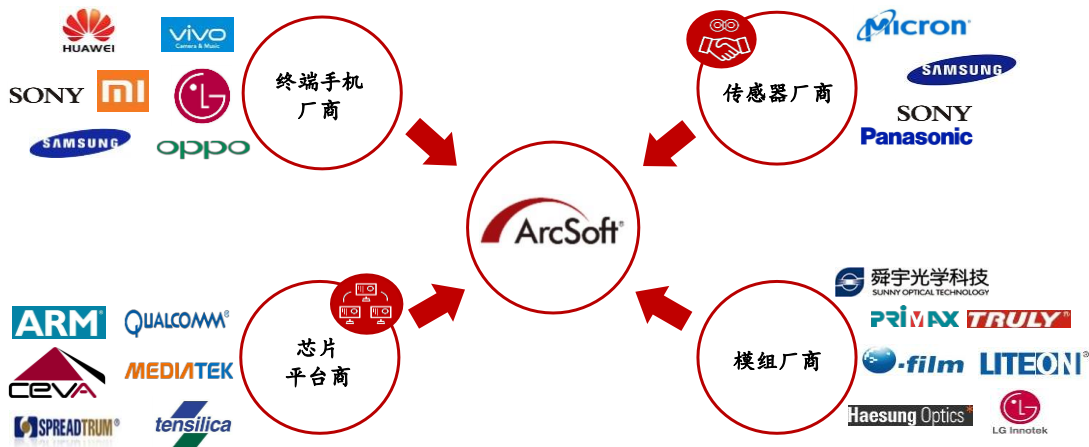 HUAWEI
vivo
Camera & Music
SONY
mi
LG
SAMSUNG
oppo
终端手机
厂商
传感器厂商
Micron
SAMSUNG
SONY
Panasonic
ArcSoft®
ARM®
QUALCOMM®
CEVA
MEDIATEK
SPREADTRUM®
tensilica
芯片
平台商
模组厂商
舜宇光学科技
SUNNY OPTICAL TECHNOLOGY
PRIMAX
TRULY®
O-film
LITEON®
Haesung Optics*
LG
LG Innotek